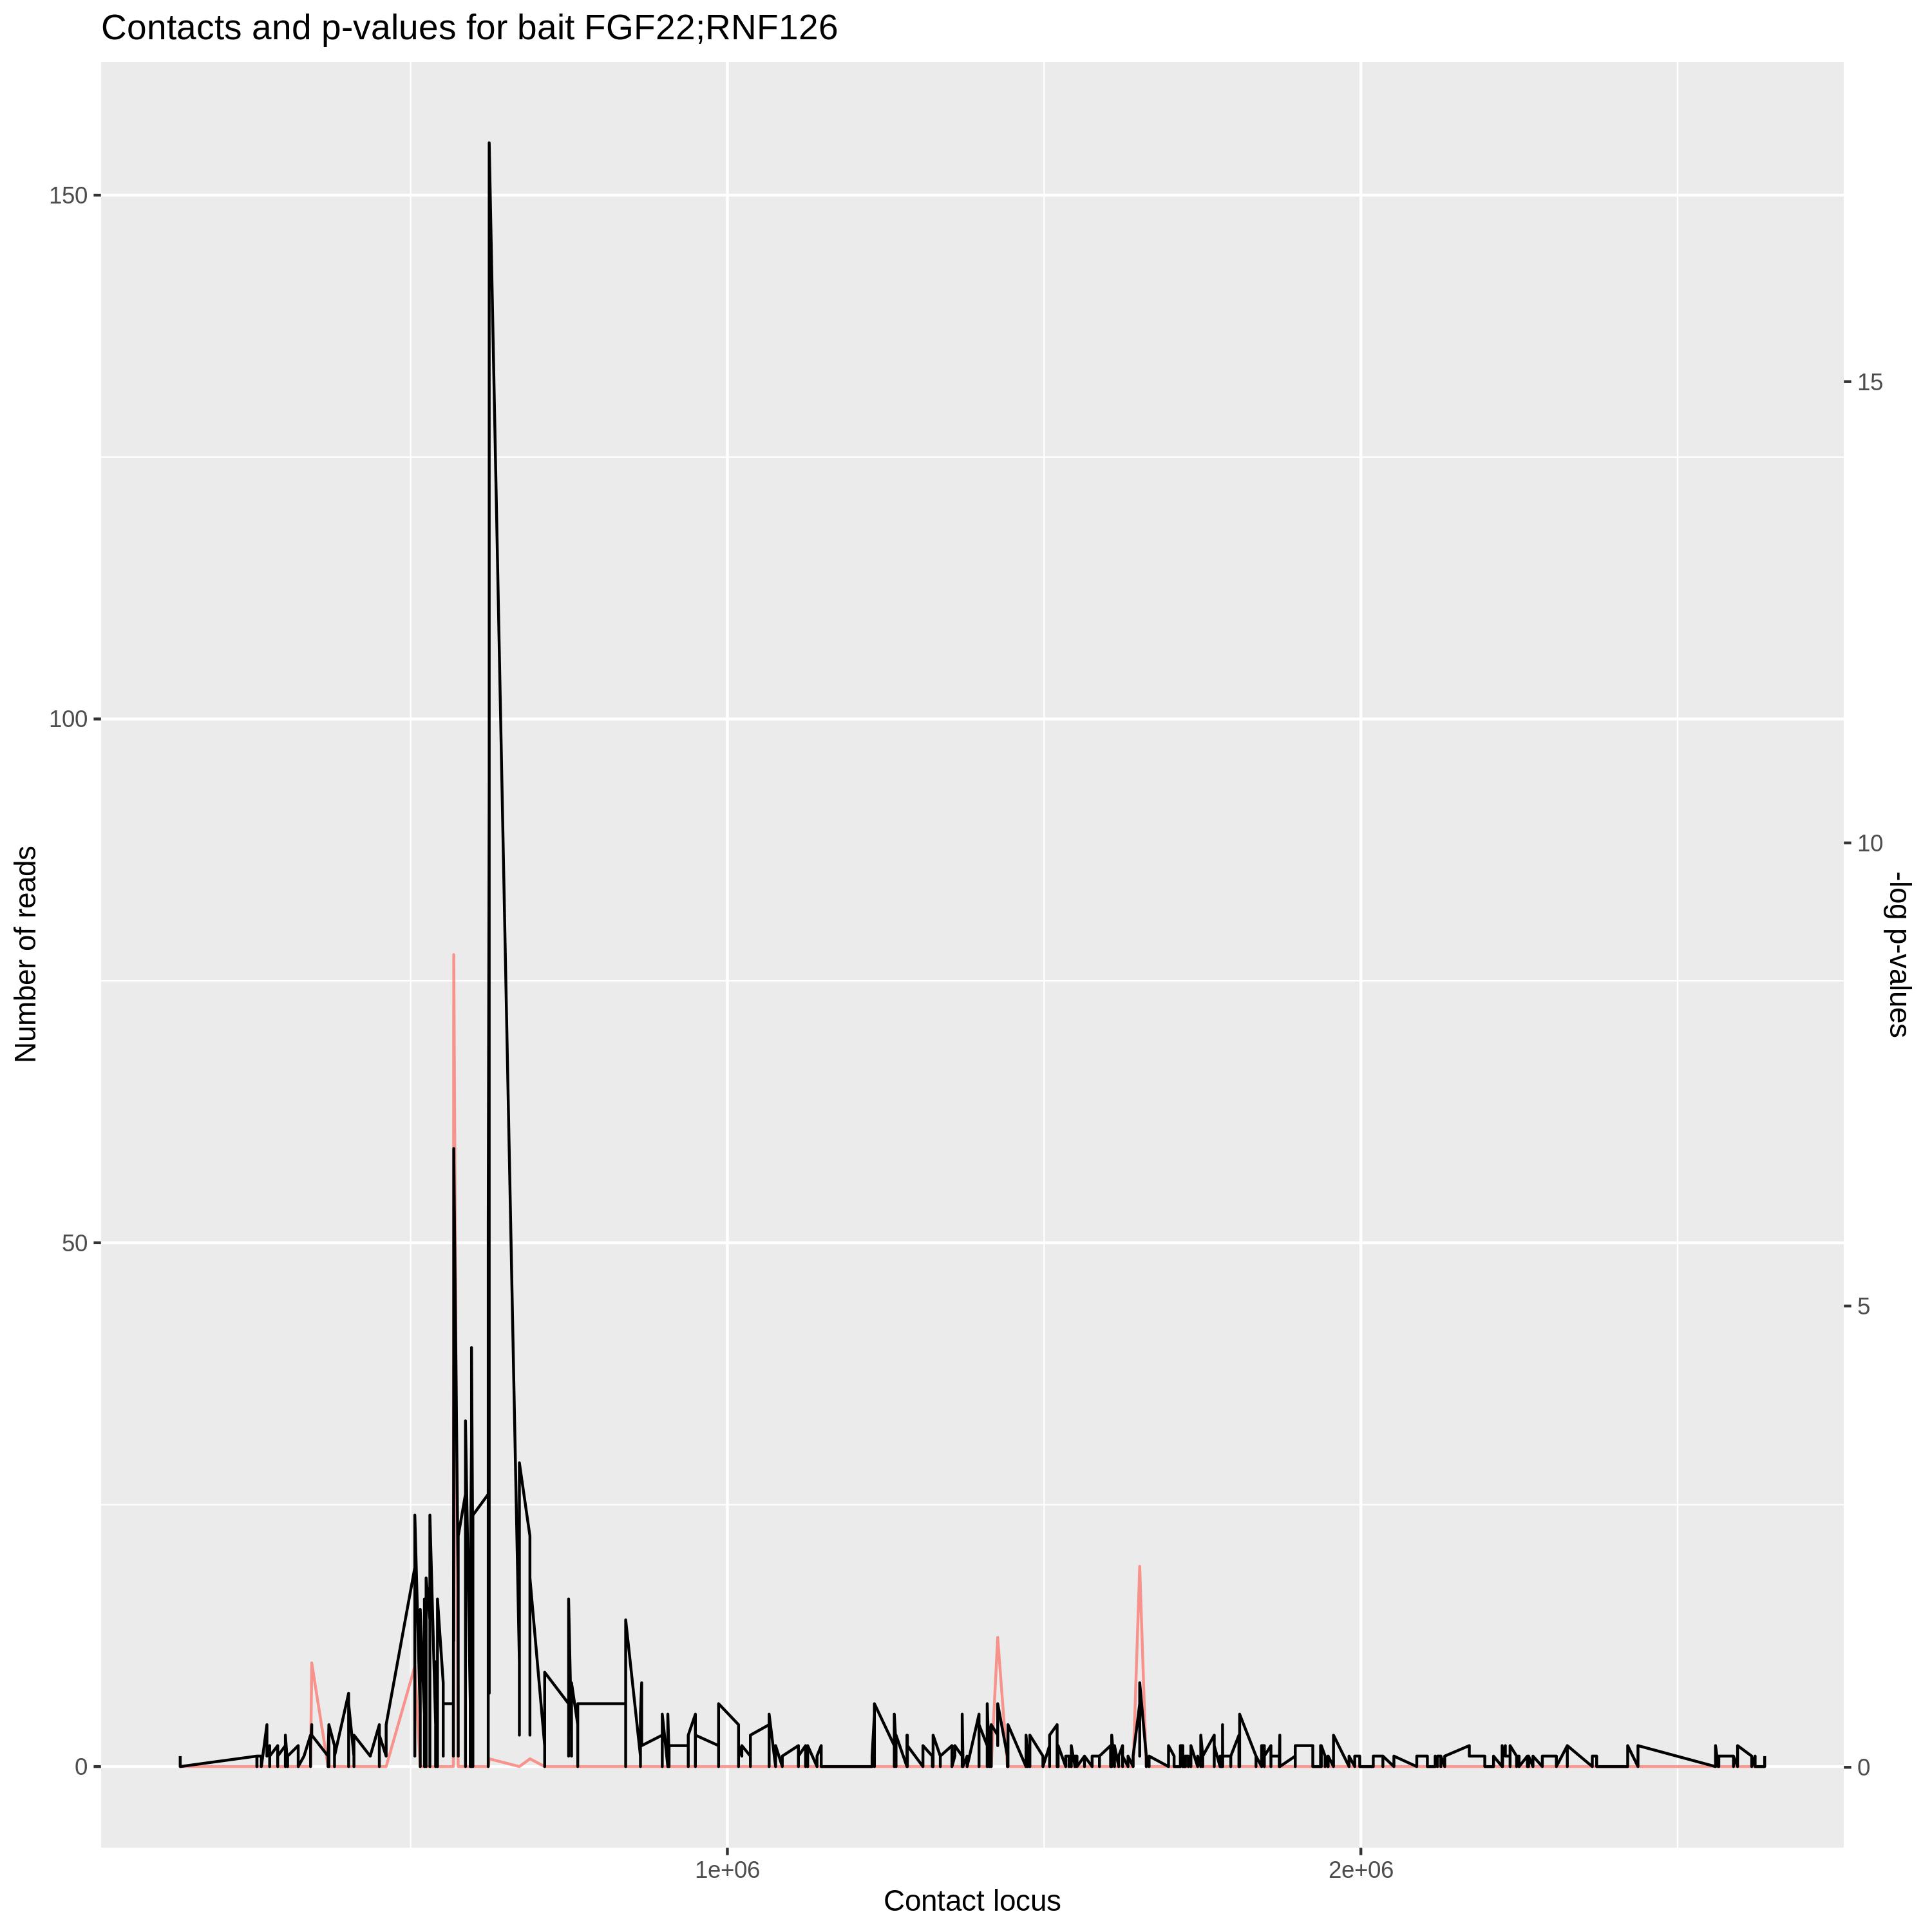 Contacts and p-values for bait FGF22;RNF126
150
100
50
0
Number of reads
15
10
5
0
-log p-values
1e+06
2e+06
Contact locus